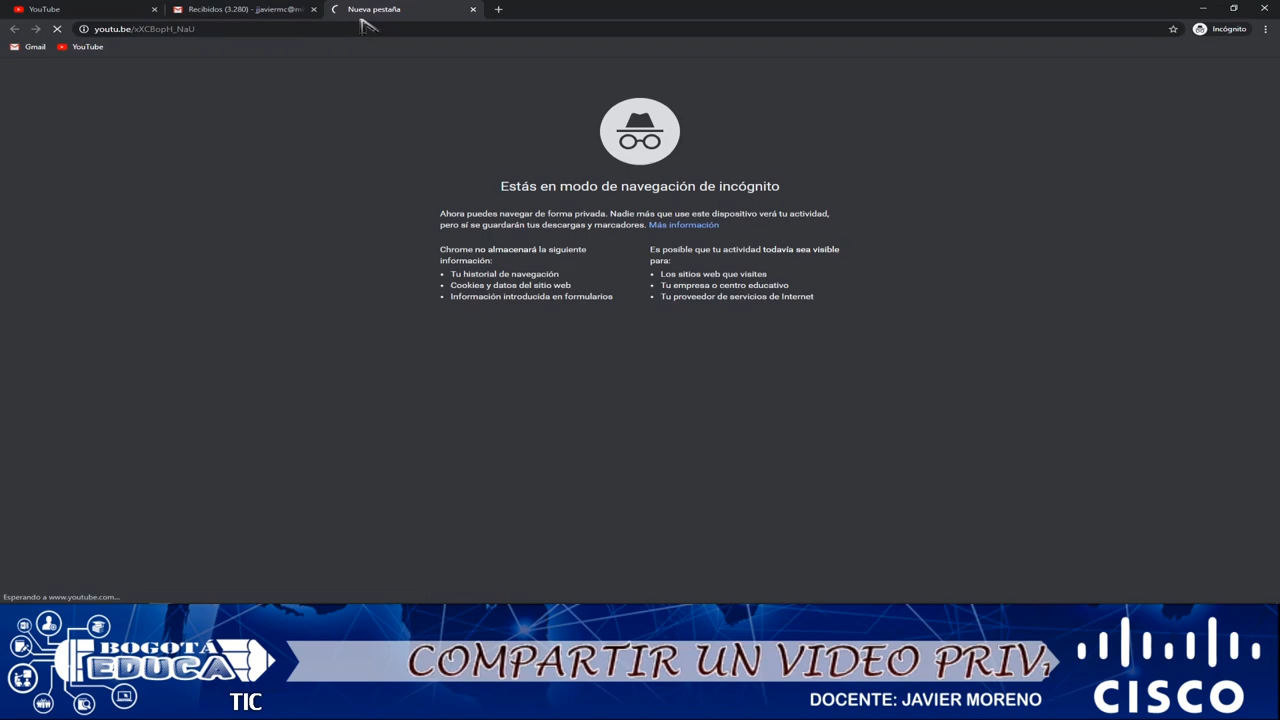 YouTube
Recibidos (3.280) - jjaviermc@mi
Nueva pestaña
youtu.be/xXCBopH_NaU
Incógnito
Gmail
YouTube
Estás en modo de navegación de incógnito
Ahora puedes navegar de forma privada. Nadie más que use este dispositivo verá tu actividad,
pero sí se guardarán tus descargas y marcadores. Más información
Chrome no almacenará la siguiente
información:
• Tu historial de navegación
• Cookies y datos del sitio web
• Información introducida en formularios
Es posible que tu actividad todavía sea visible
para:
• Los sitios web que visites
• Tu empresa o centro educativo
• Tu proveedor de servicios de Internet
Esperando a www.youtube.com...
BOGOTÁ
EDUCA
TIC
COMPARTIR UN VIDEO PRIV
DOCENTE: JAVIER MORENO
CISCO